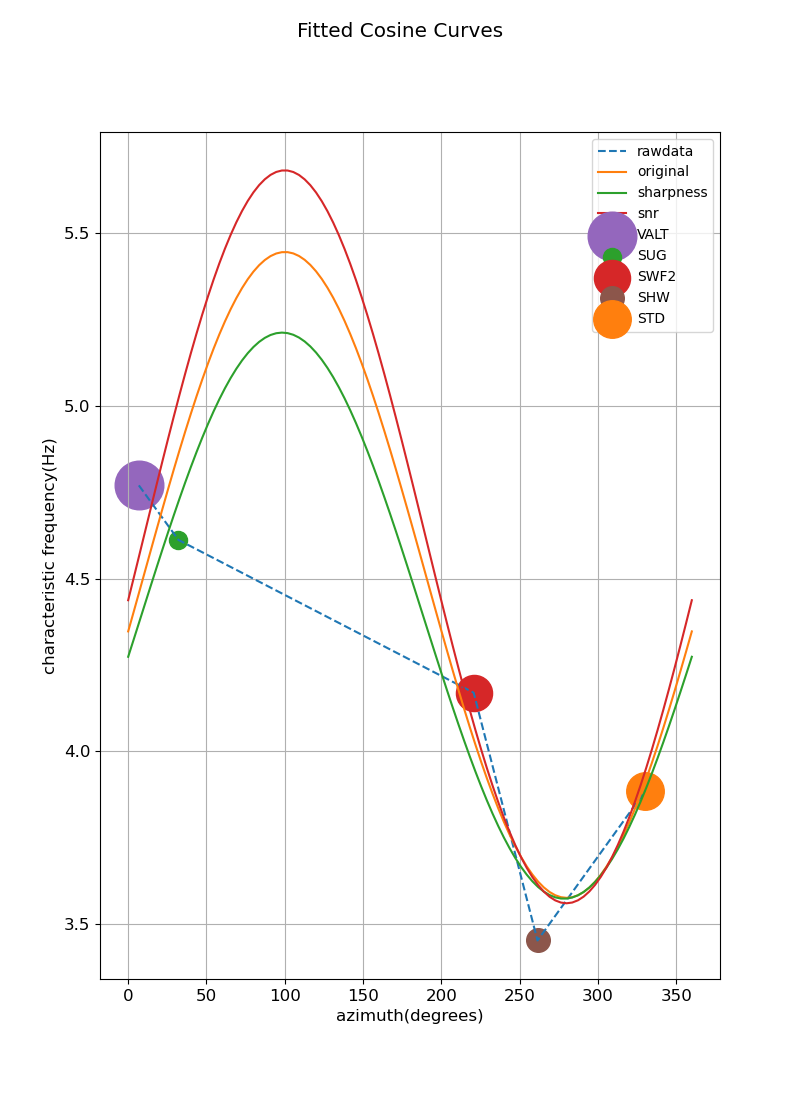 Fitted Cosine Curves
rawdata
original
sharpness
snr
VALT
SUG
SWF2
SHW
STD
5.5
5.0
4.5
4.0
3.5
characteristic frequency(Hz)
0 50 100 150 200 250 300 350
azimuth(degrees)